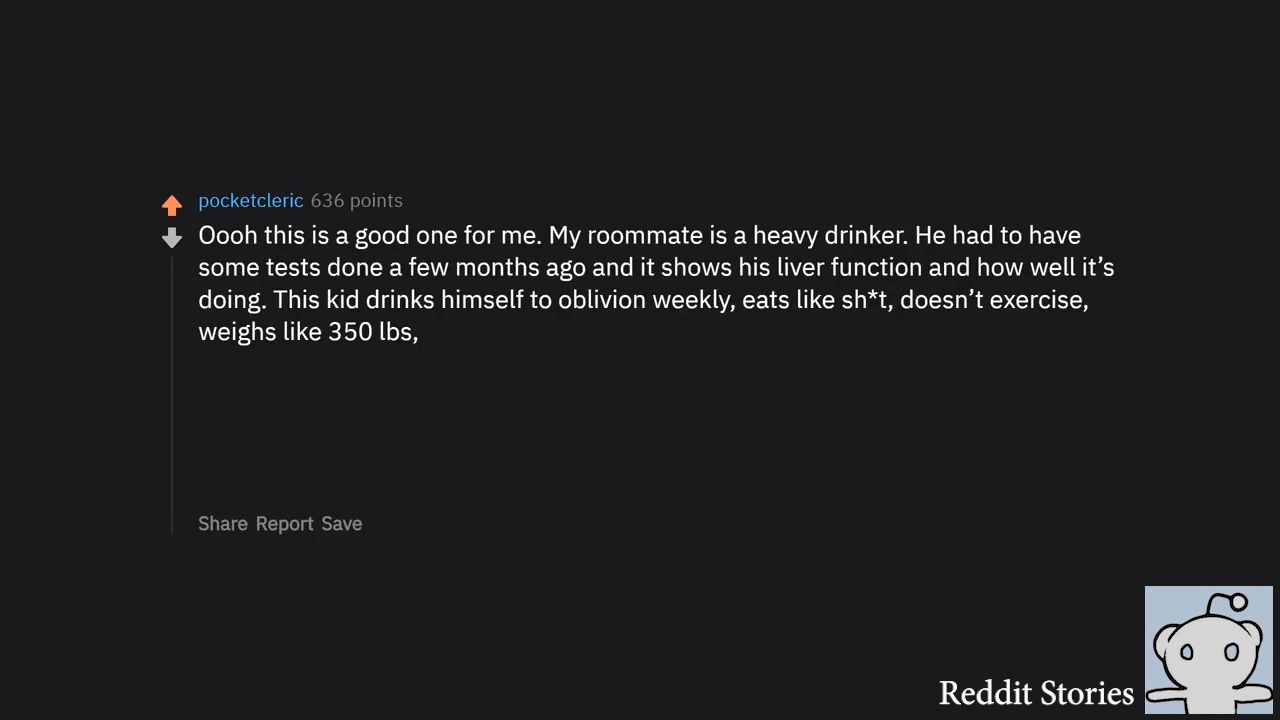 pocketcleric 636 points
Oooh this is a good one for me. My roommate is a heavy drinker. He had to have
some tests done a few months ago and it shows his liver function and how well it’s
doing. This kid drinks himself to oblivion weekly, eats like sh*t, doesn’t exercise,
weighs like 350 lbs,
Share Report Save
Reddit Stories